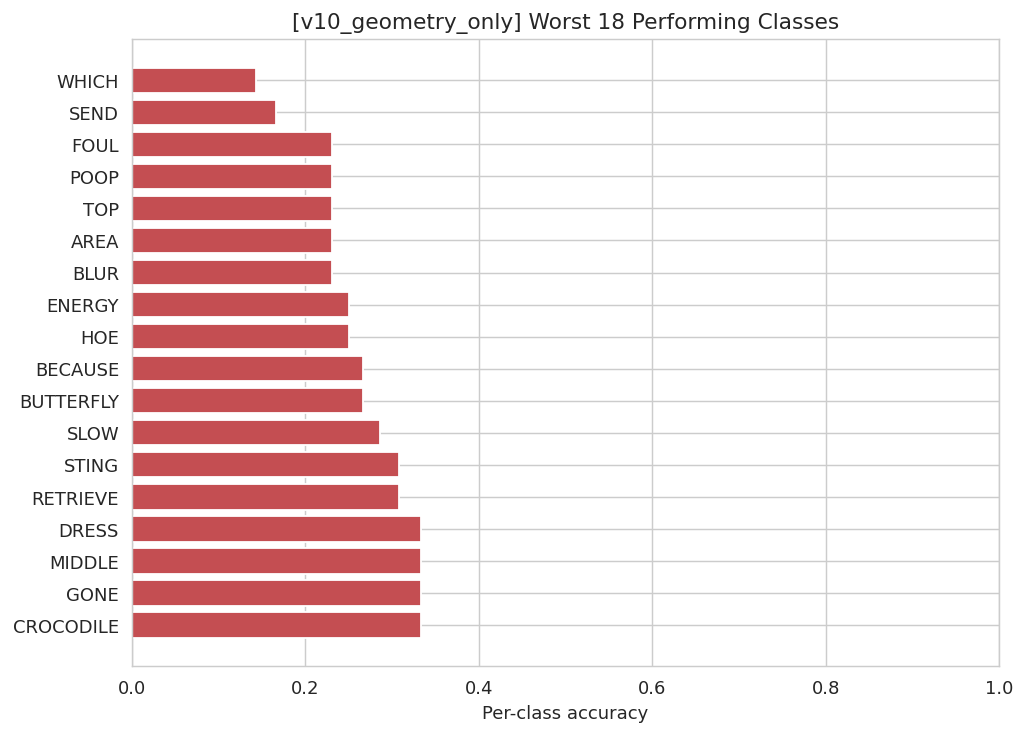 [v10_geometry_only] Worst 18 Performing Classes
WHICH
SEND
FOUL
POOP
TOP
AREA
BLUR
ENERGY
HOE
BECAUSE
BUTTERFLY
SLOW
STING
RETRIEVE
DRESS
MIDDLE
GONE
CROCODILE
0.0 0.2 0.4 0.6 0.8 1.0
Per-class accuracy